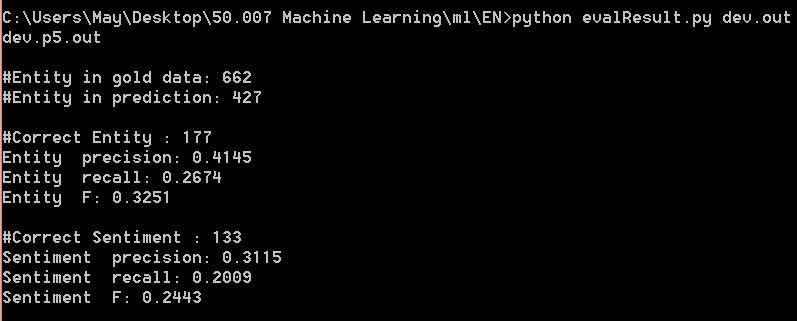 C:\Users\May\Desktop\50.007 Machine Learning\ml\EN>python evalResult.py dev.out
dev.p5.out
#Entity in gold data: 662
#Entity in prediction: 427
#Correct Entity : 177
Entity  precision: 0.4145
Entity  recall: 0.2674
Entity  F: 0.3251
#Correct Sentiment : 133
Sentiment  precision: 0.3115
Sentiment  recall: 0.2009
Sentiment  F: 0.2443